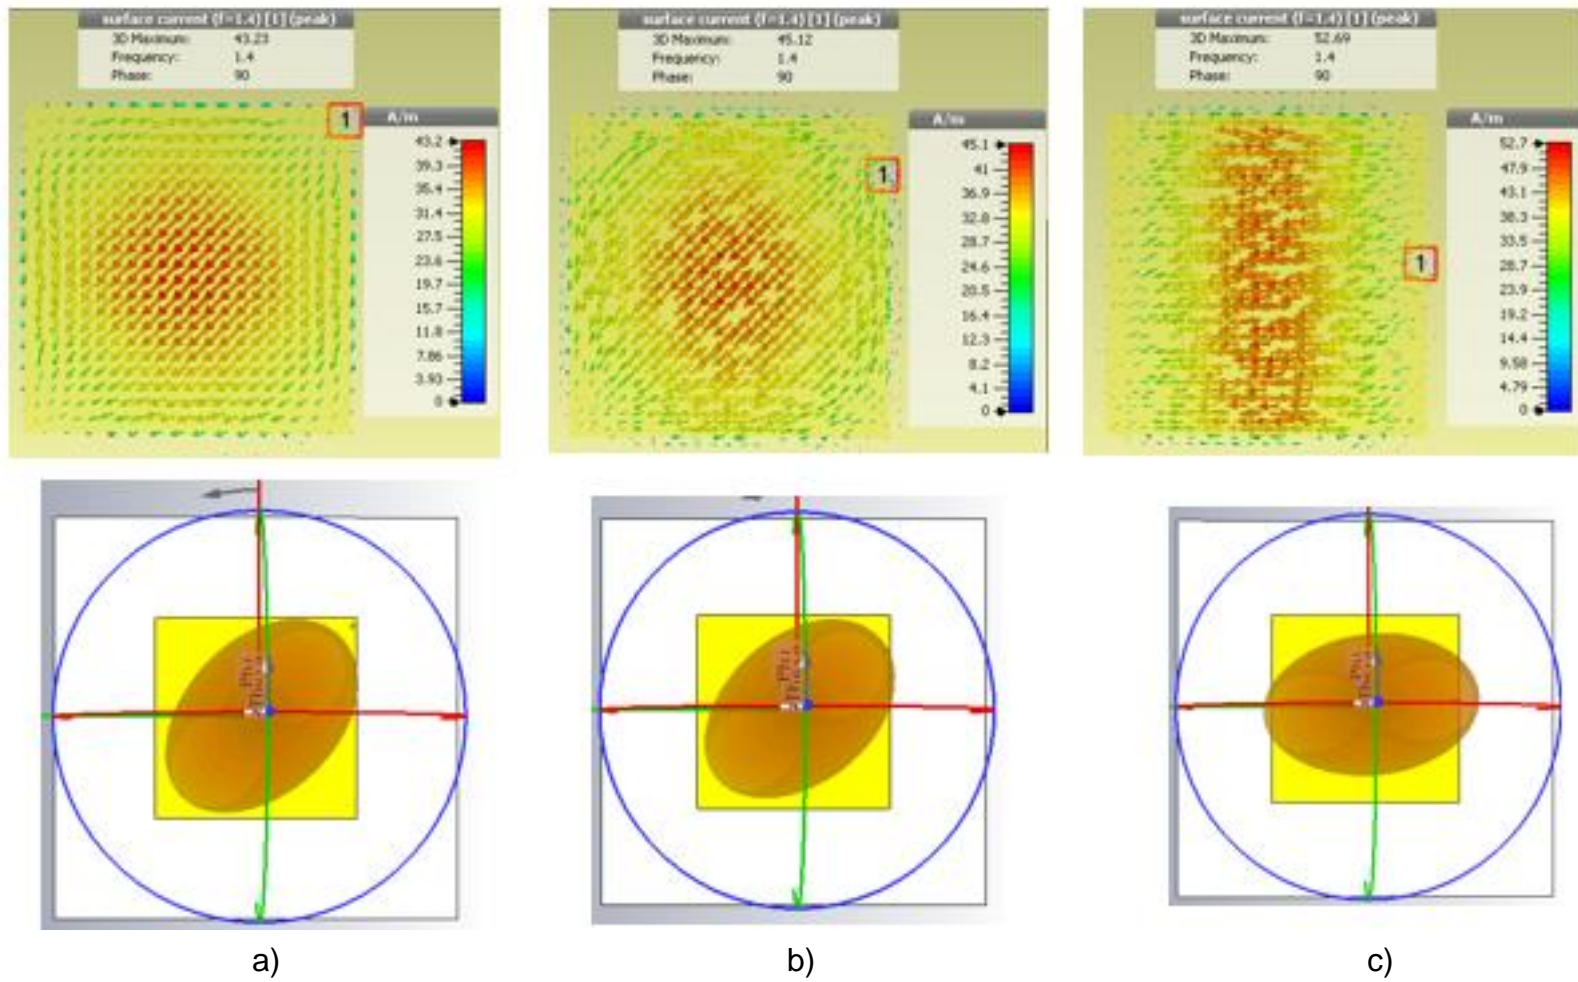 surface current (f=1.4) [1] (peak)
3D Maximum: 43.23
Frequency: 1.4
Phase: 90
1
A/m
43.2
39.3
35.4
31.4
27.5
23.6
19.7
15.7
11.8
7.86
3.93
0
surface current (f=1.4) [1] (peak)
3D Maximum: 45.12
Frequency: 1.4
Phase: 90
1
A/m
45.1
41
36.9
32.8
28.7
24.6
20.5
16.4
12.3
8.2
4.1
0
surface current (f=1.4) [1] (peak)
3D Maximum: 52.69
Frequency: 1.4
Phase: 90
1
A/m
52.7
47.9
43.1
38.3
33.5
28.7
23.9
19.2
14.4
9.58
4.79
0
Phi
Phi
Phi
a)
b)
c)